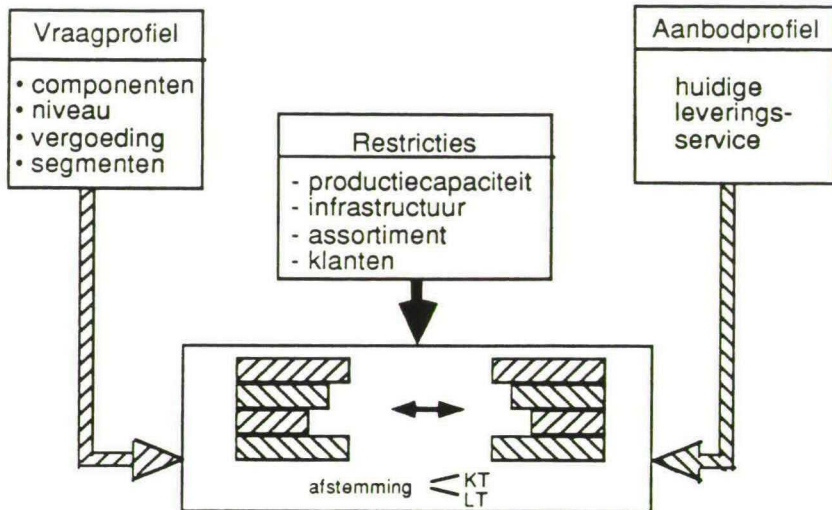 Vraagprofiel
• componenten
• niveau
• vergoeding
• segmenten
Restricties
- productiecapaciteit
- infrastructuur
- assortiment
- klanten
Aanbodprofiel
huidige
leverings-
service
afstemming
KT
LT